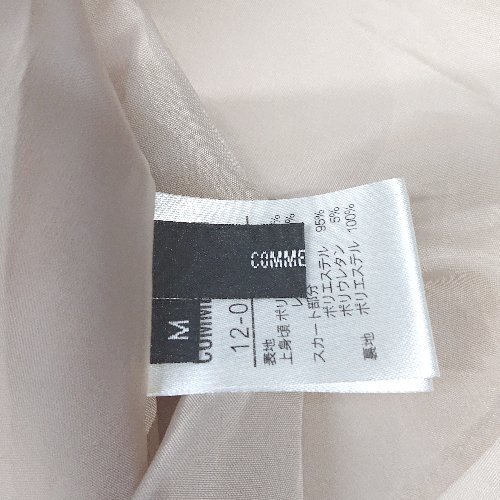 COMME
M
COMME
12-0
表地
上身頃 ポリ
%
%
スカート部分
ポリエステル 95%
ポリウレタン 5%
裏地 ポリエステル 100%